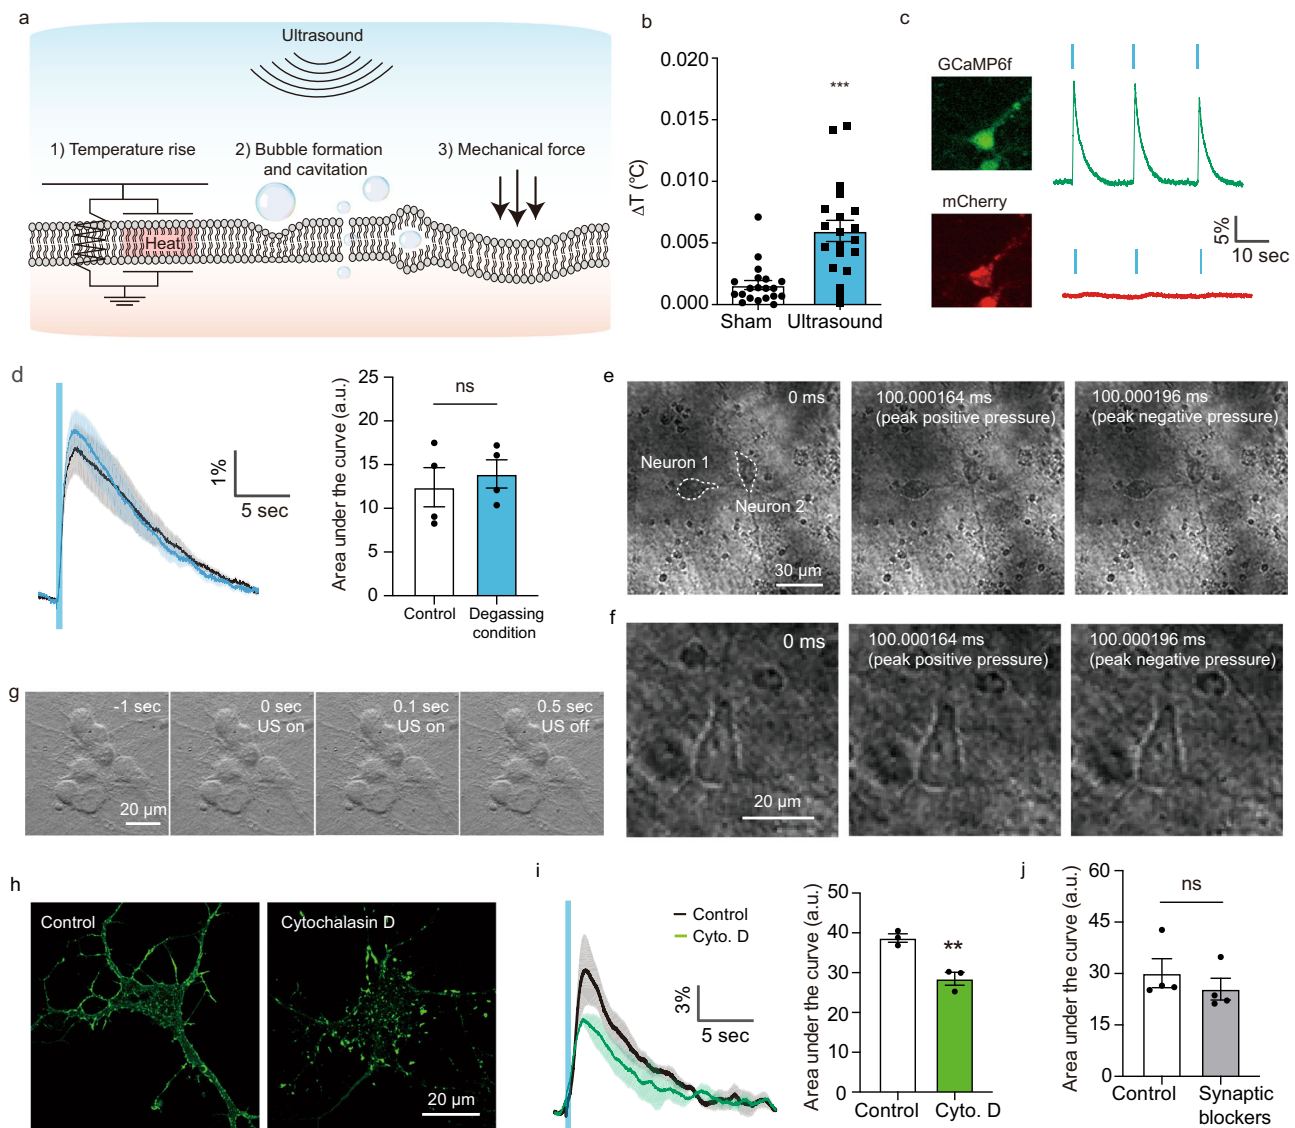 a
Ultrasound
1) Temperature rise
2) Bubble formation
and cavitation
3) Mechanical force
Heat
b
ΔT (°C)
0.020
0.015
0.010
0.005
0.000
***
Sham
Ultrasound
c
GCaMP6f
mCherry
5%
10 sec
d
1%
5 sec
Area under the curve (a.u.)
25
20
15
10
5
0
ns
Control
Degassing
condition
e
0 ms
Neuron 1
Neuron 2
30 µm
100.000164 ms
(peak positive pressure)
100.000196 ms
(peak negative pressure)
f
0 ms
20 µm
100.000164 ms
(peak positive pressure)
100.000196 ms
(peak negative pressure)
g
-1 sec
20 µm
0 sec
US on
0.1 sec
US on
0.5 sec
US off
h
Control
Cytochalasin D
20 µm
i
Control
Cyto. D
3%
5 sec
Area under the curve (a.u.)
50
40
30
20
40
0
**
Control
Cyto. D
j
Area under the curve (a.u.)
60
45
30
15
0
ns
Control
Synaptic
blockers